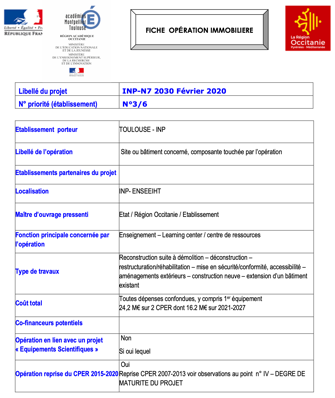 Liberté • Égalité • Fraternité
RÉPUBLIQUE FRANÇAISE
académie
Montpellier
Toulouse
RÉGION ACADÉMIQUE
OCCITANIE
MINISTÈRE
DE L'ÉDUCATION NATIONALE
ET DE LA JEUNESSE
MINISTÈRE
DE L'ENSEIGNEMENT SUPÉRIEUR,
DE LA RECHERCHE
ET DE L'INNOVATION
FICHE OPÉRATION IMMOBILIERE
La Région
Occitanie
Pyrénées - Méditerranée
Libellé du projet
INP-N7 2030 Février 2020
N° priorité (établissement)
N°3/6
Etablissement porteur
TOULOUSE - INP
Libellé de l'opération
Site ou bâtiment concerné, composante touchée par l'opération
Etablissements partenaires du projet
Localisation
INP- ENSEEIHT
Maître d'ouvrage pressenti
Etat / Région Occitanie / Etablissement
Fonction principale concernée par
l'opération
Enseignement – Learning center / centre de ressources
Type de travaux
Reconstruction suite à démolition – déconstruction –
restructuration/réhabilitation – mise en sécurité/conformité, accessibilité –
aménagements extérieurs – construction neuve – extension d'un bâtiment
existant
Coût total
Toutes dépenses confondues, y compris 1er équipement
24,2 M€ sur 2 CPER dont 16.2 M€ sur 2021-2027
Co-financeurs potentiels
Opération en lien avec un projet
« Equipements Scientifiques »
Non
Si oui lequel
Opération reprise du CPER 2015-2020
Oui
Reprise CPER 2007-2013 voir observations au point n° IV – DEGRE DE
MATURITE DU PROJET